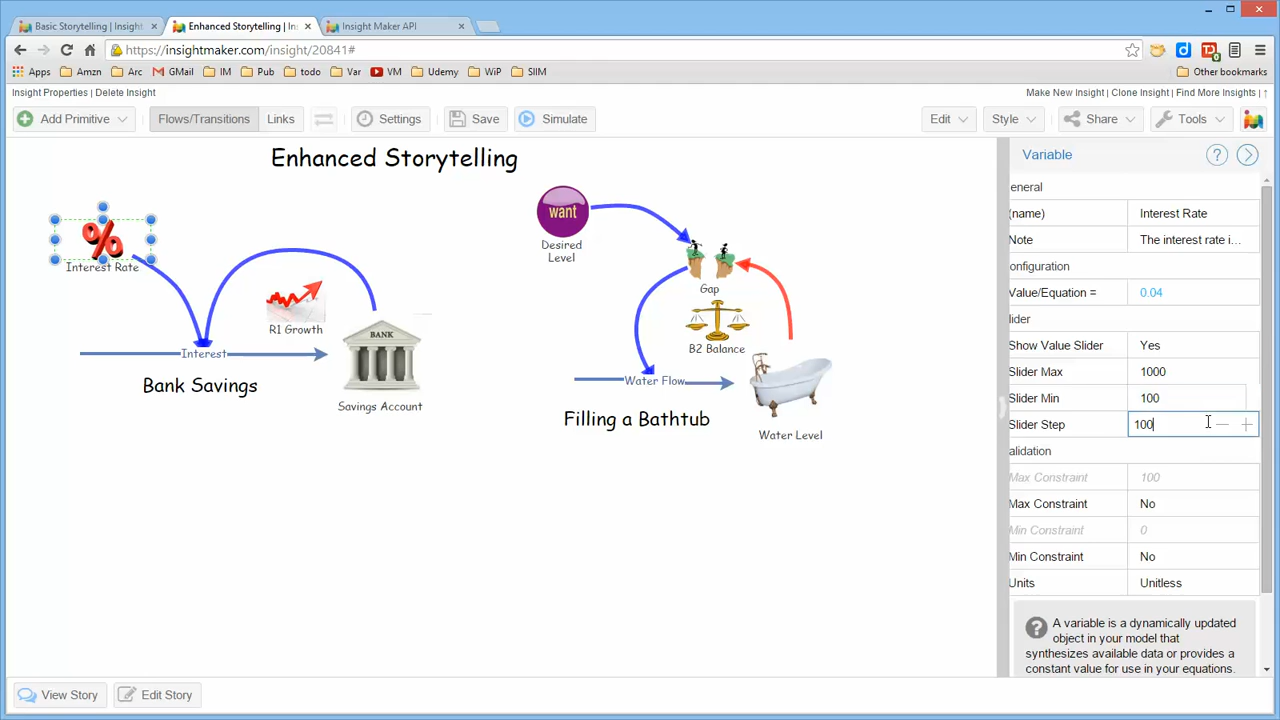 Basic Storytelling | Insight
Enhanced Storytelling | In
Insight Maker API
https://insightmaker.com/insight/20841#
Apps
Amzn
Arc
GMail
IM
Pub
todo
Var
VM
Udemy
WiP
SIIM
Other bookmarks
Insight Properties | Delete Insight
Make New Insight | Clone Insight | Find More Insights | ↑
Add Primitive
Flows/Transitions
Links
Settings
Save
Simulate
Edit
Style
Share
Tools
Enhanced Storytelling
%
Interest Rate
Interest
R1 Growth
BANK
Savings Account
Bank Savings
want
Desired
Level
Gap
B2 Balance
Water Flow
Filling a Bathtub
Water Level
Variable
?
eneral
(name) Interest Rate
Note The interest rate i...
onfiguration
Value/Equation = 0.04
lider
Show Value Slider Yes
Slider Max 1000
Slider Min 100
Slider Step 100
alidation
Max Constraint 100
Max Constraint No
Min Constraint 0
Min Constraint No
Units Unitless
? A variable is a dynamically updated
object in your model that
synthesizes available data or provides a
constant value for use in your equations.
View Story
Edit Story